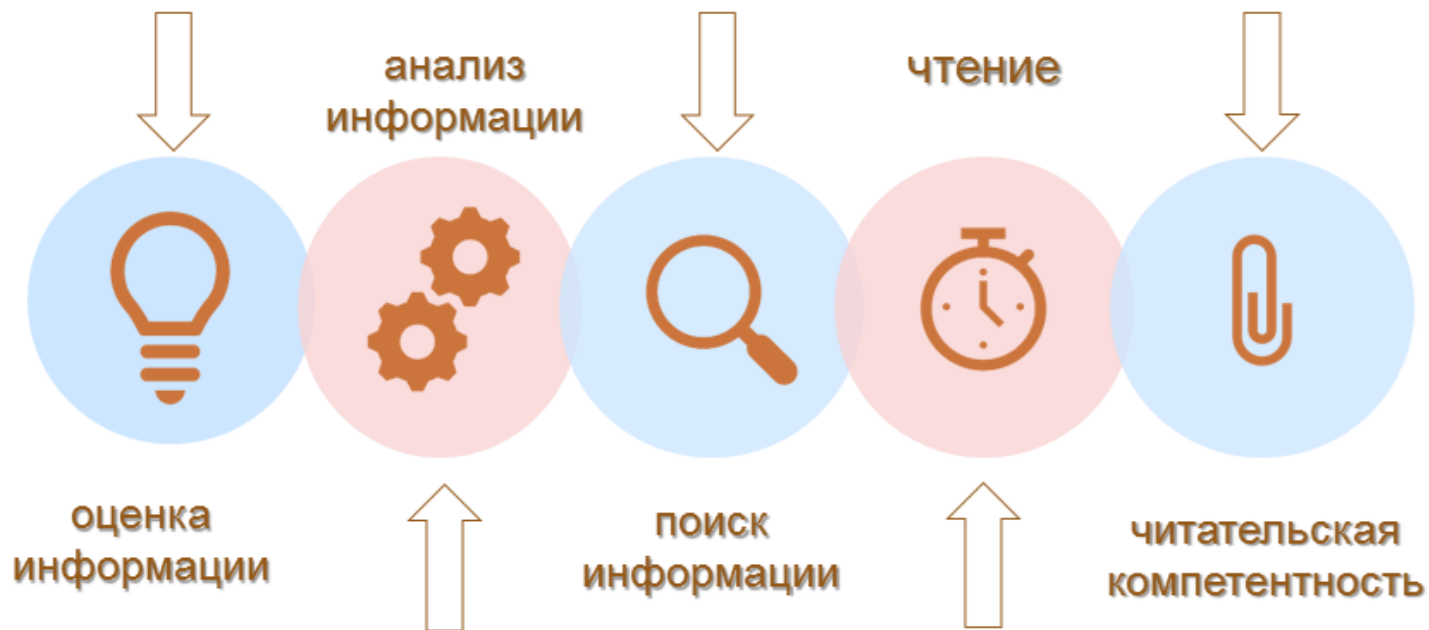 анализ
информации
чтение
оценка
информации
поиск
информации
читательская
компетентность